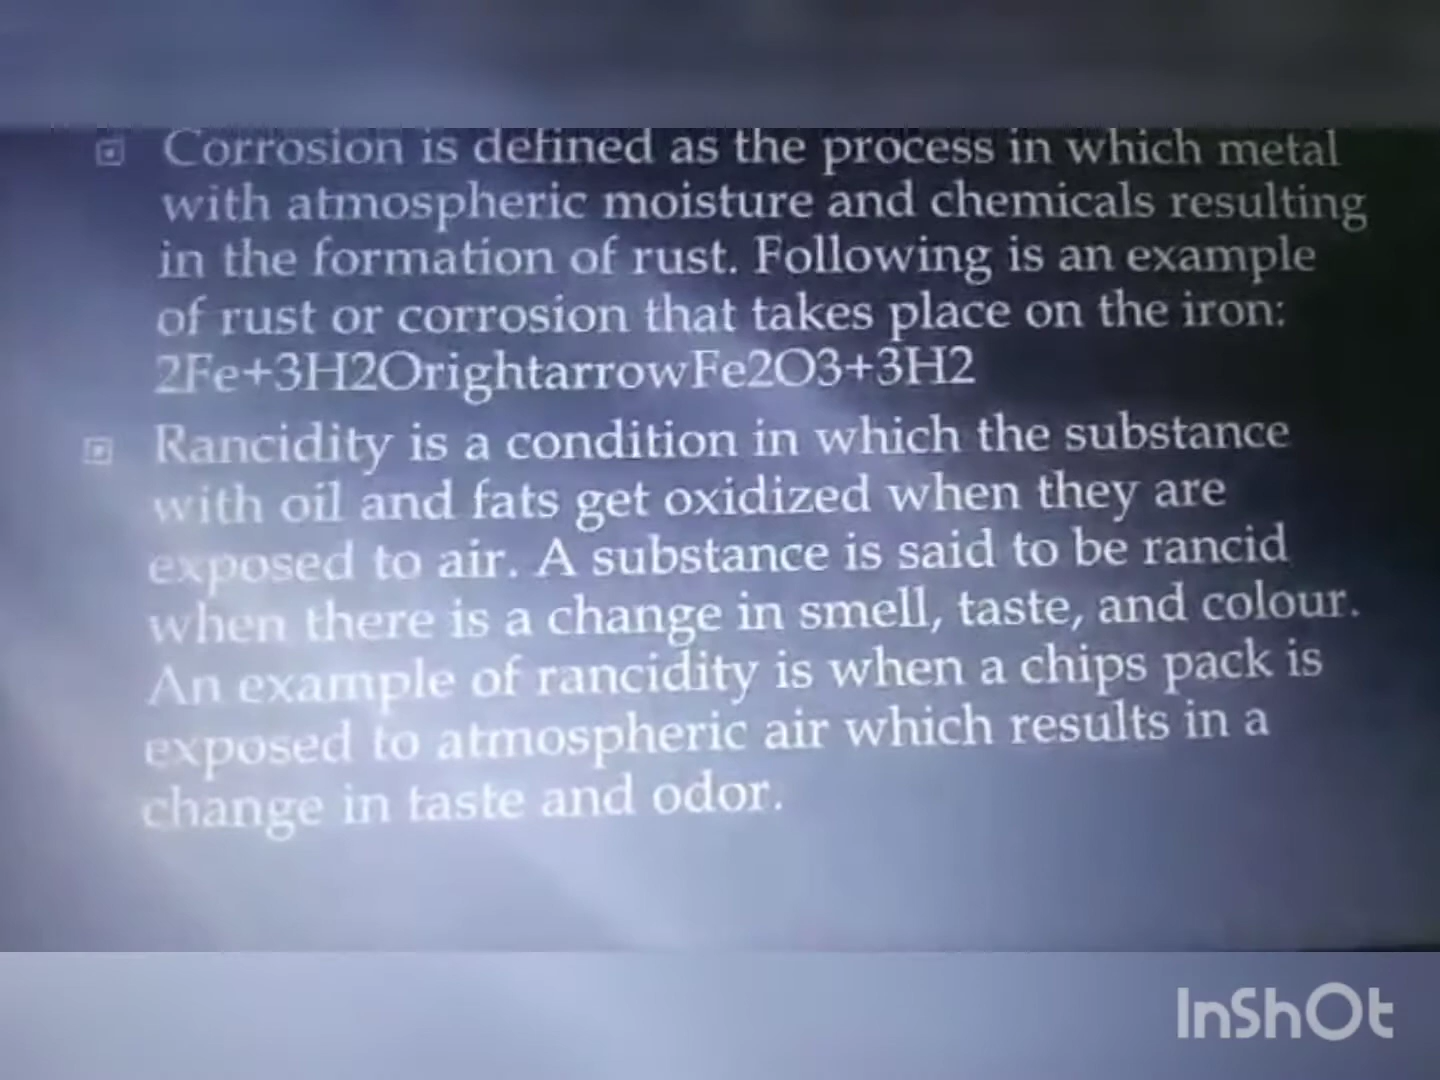 Corrosion is defined as the process in which metal
with atmospheric moisture and chemicals resulting
in the formation of rust. Following is an example
of rust or corrosion that takes place on the iron:
2Fe+3H2OrightarrowFe2O3+3H2
Rancidity is a condition in which the substance
with oil and fats get oxidized when they are
exposed to air. A substance is said to be rancid
when there is a change in smell, taste, and colour.
An example of rancidity is when a chips pack is
exposed to atmospheric air which results in a
change in taste and odor.
InShOt